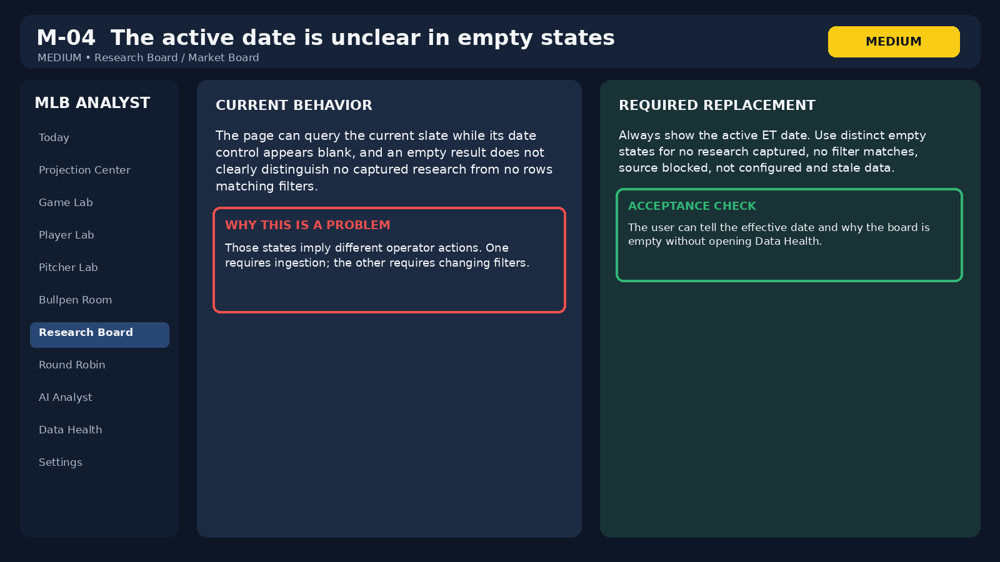 M-04  The active date is unclear in empty states
MEDIUM • Research Board / Market Board
MEDIUM
MLB ANALYST
Today
Projection Center
Game Lab
Player Lab
Pitcher Lab
Bullpen Room
Research Board
Round Robin
AI Analyst
Data Health
Settings
CURRENT BEHAVIOR
The page can query the current slate while its date
control appears blank, and an empty result does not
clearly distinguish no captured research from no rows
matching filters.
WHY THIS IS A PROBLEM
Those states imply different operator actions. One
requires ingestion; the other requires changing filters.
REQUIRED REPLACEMENT
Always show the active ET date. Use distinct empty
states for no research captured, no filter matches,
source blocked, not configured and stale data.
ACCEPTANCE CHECK
The user can tell the effective date and why the board is
empty without opening Data Health.